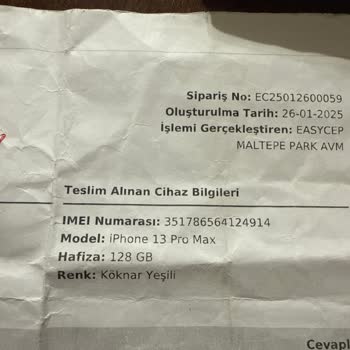 Sipariş No: EC25012600059
Oluşturulma Tarih: 26-01-2025
İşlemi Gerçekleştiren: EASYCEP
MALTEPE PARK AVM
Teslim Alınan Cihaz Bilgileri
IMEI Numarası: 351786564124914
Model: iPhone 13 Pro Max
Hafiza: 128 GB
Renk: Köknar Yeşili
Cevapl